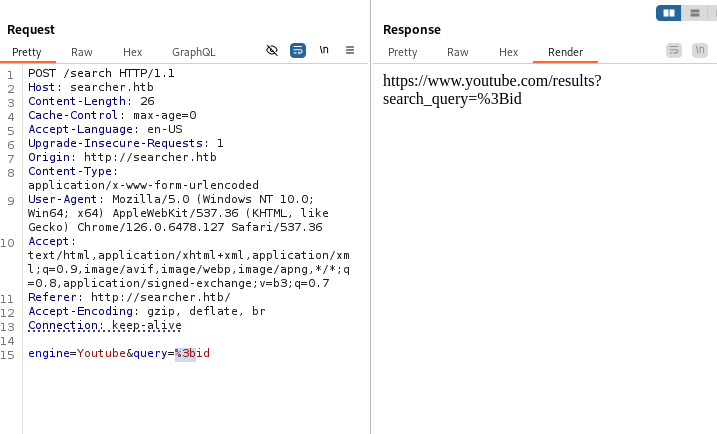 Request
Pretty Raw Hex GraphQL \n
1 POST /search HTTP/1.1
2 Host: searcher.htb
3 Content-Length: 26
4 Cache-Control: max-age=0
5 Accept-Language: en-US
6 Upgrade-Insecure-Requests: 1
7 Origin: http://searcher.htb
8 Content-Type:
application/x-www-form-urlencoded
9 User-Agent: Mozilla/5.0 (Windows NT 10.0;
Win64; x64) AppleWebKit/537.36 (KHTML, like
Gecko) Chrome/126.0.6478.127 Safari/537.36
10 Accept:
text/html,application/xhtml+xml,application/xm
l;q=0.9,image/avif,image/webp,image/apng,*/*;q
=0.8,application/signed-exchange;v=b3;q=0.7
11 Referer: http://searcher.htb/
12 Accept-Encoding: gzip, deflate, br
13 Connection: keep-alive
14
15 engine=Youtube&query=%3bid
Response
Pretty Raw Hex Render \n
https://www.youtube.com/results?
search_query=%3Bid